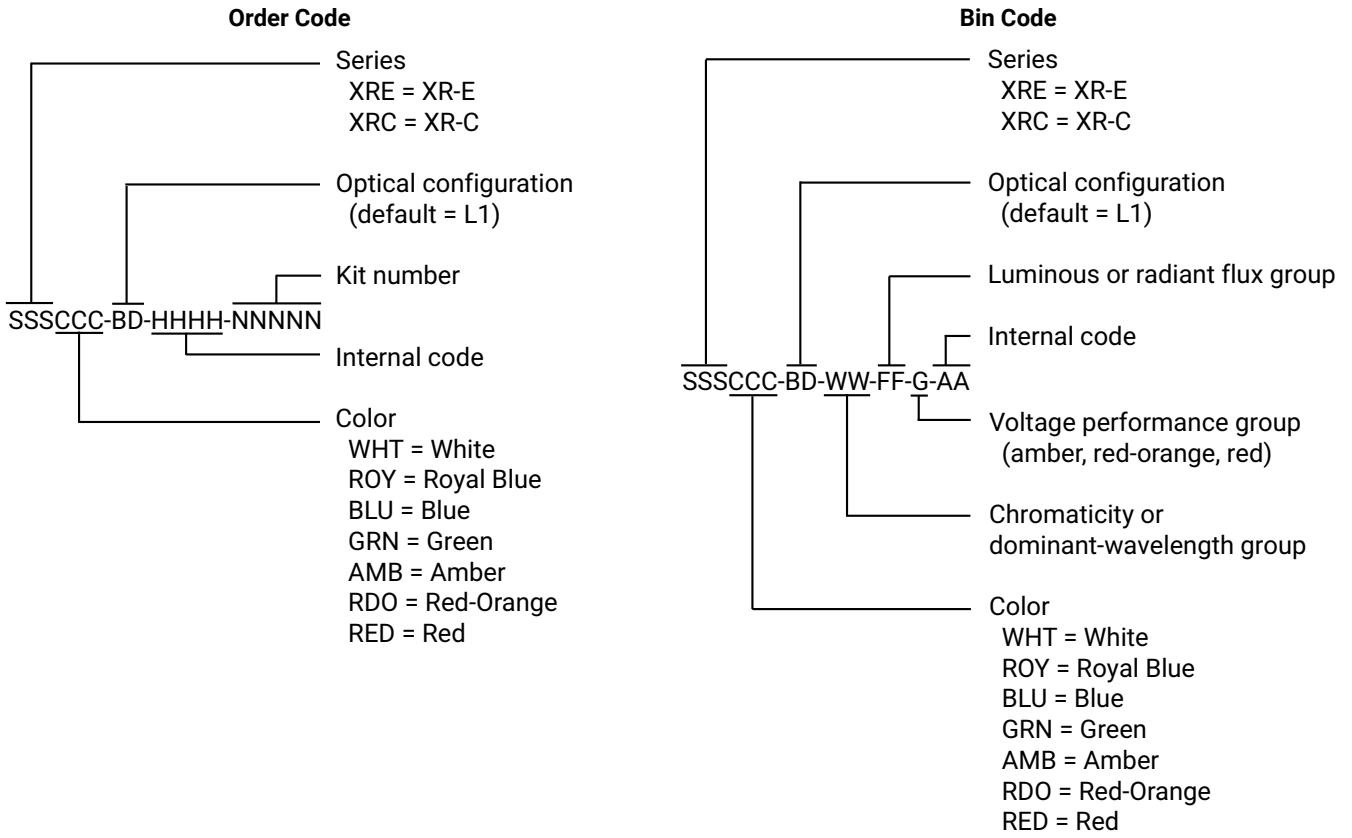 Order Code
Series
XRE = XR-E
XRC = XR-C
Optical configuration
(default = L1)
Kit number
SSSCCC-BD-HHHH-NNNNN
Internal code
Color
WHT = White
ROY = Royal Blue
BLU = Blue
GRN = Green
AMB = Amber
RDO = Red-Orange
RED = Red
Bin Code
Series
XRE = XR-E
XRC = XR-C
Optical configuration
(default = L1)
Luminous or radiant flux group
Internal code
SSSCCC-BD-WW-FF-G-AA
Voltage performance group
(amber, red-orange, red)
Chromaticity or
dominant-wavelength group
Color
WHT = White
ROY = Royal Blue
BLU = Blue
GRN = Green
AMB = Amber
RDO = Red-Orange
RED = Red